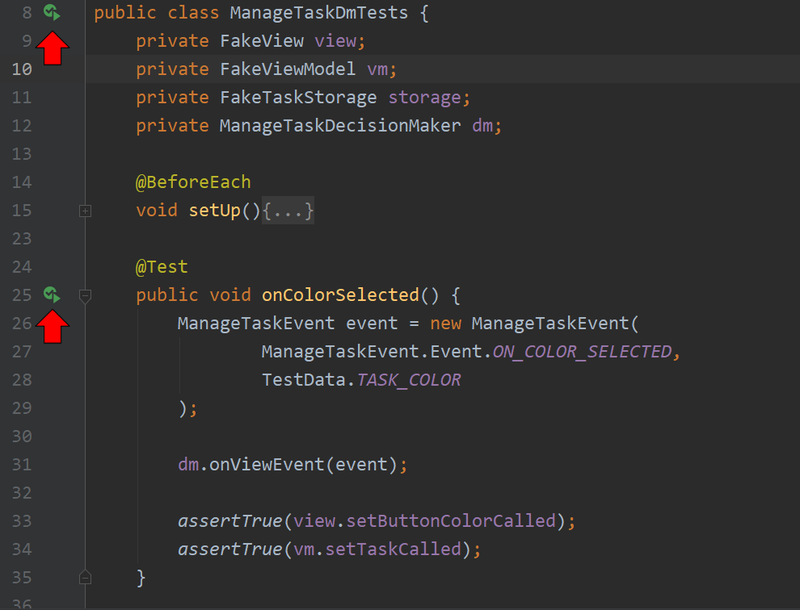 8 public class ManageTaskDmTests {
9 private FakeView view;
10 private FakeViewModel vm;
11 private FakeTaskStorage storage;
12 private ManageTaskDecisionMaker dm;
13
14 @BeforeEach
15 void setUp(){...}
23
24 @Test
25 public void onColorSelected() {
26 ManageTaskEvent event = new ManageTaskEvent(
27 ManageTaskEvent.Event.ON_COLOR_SELECTED,
28 TestData.TASK_COLOR
29 );
30
31 dm.onViewEvent(event);
32
33 assertTrue(view.setButtonColorCalled);
34 assertTrue(vm.setTaskCalled);
35 }
36